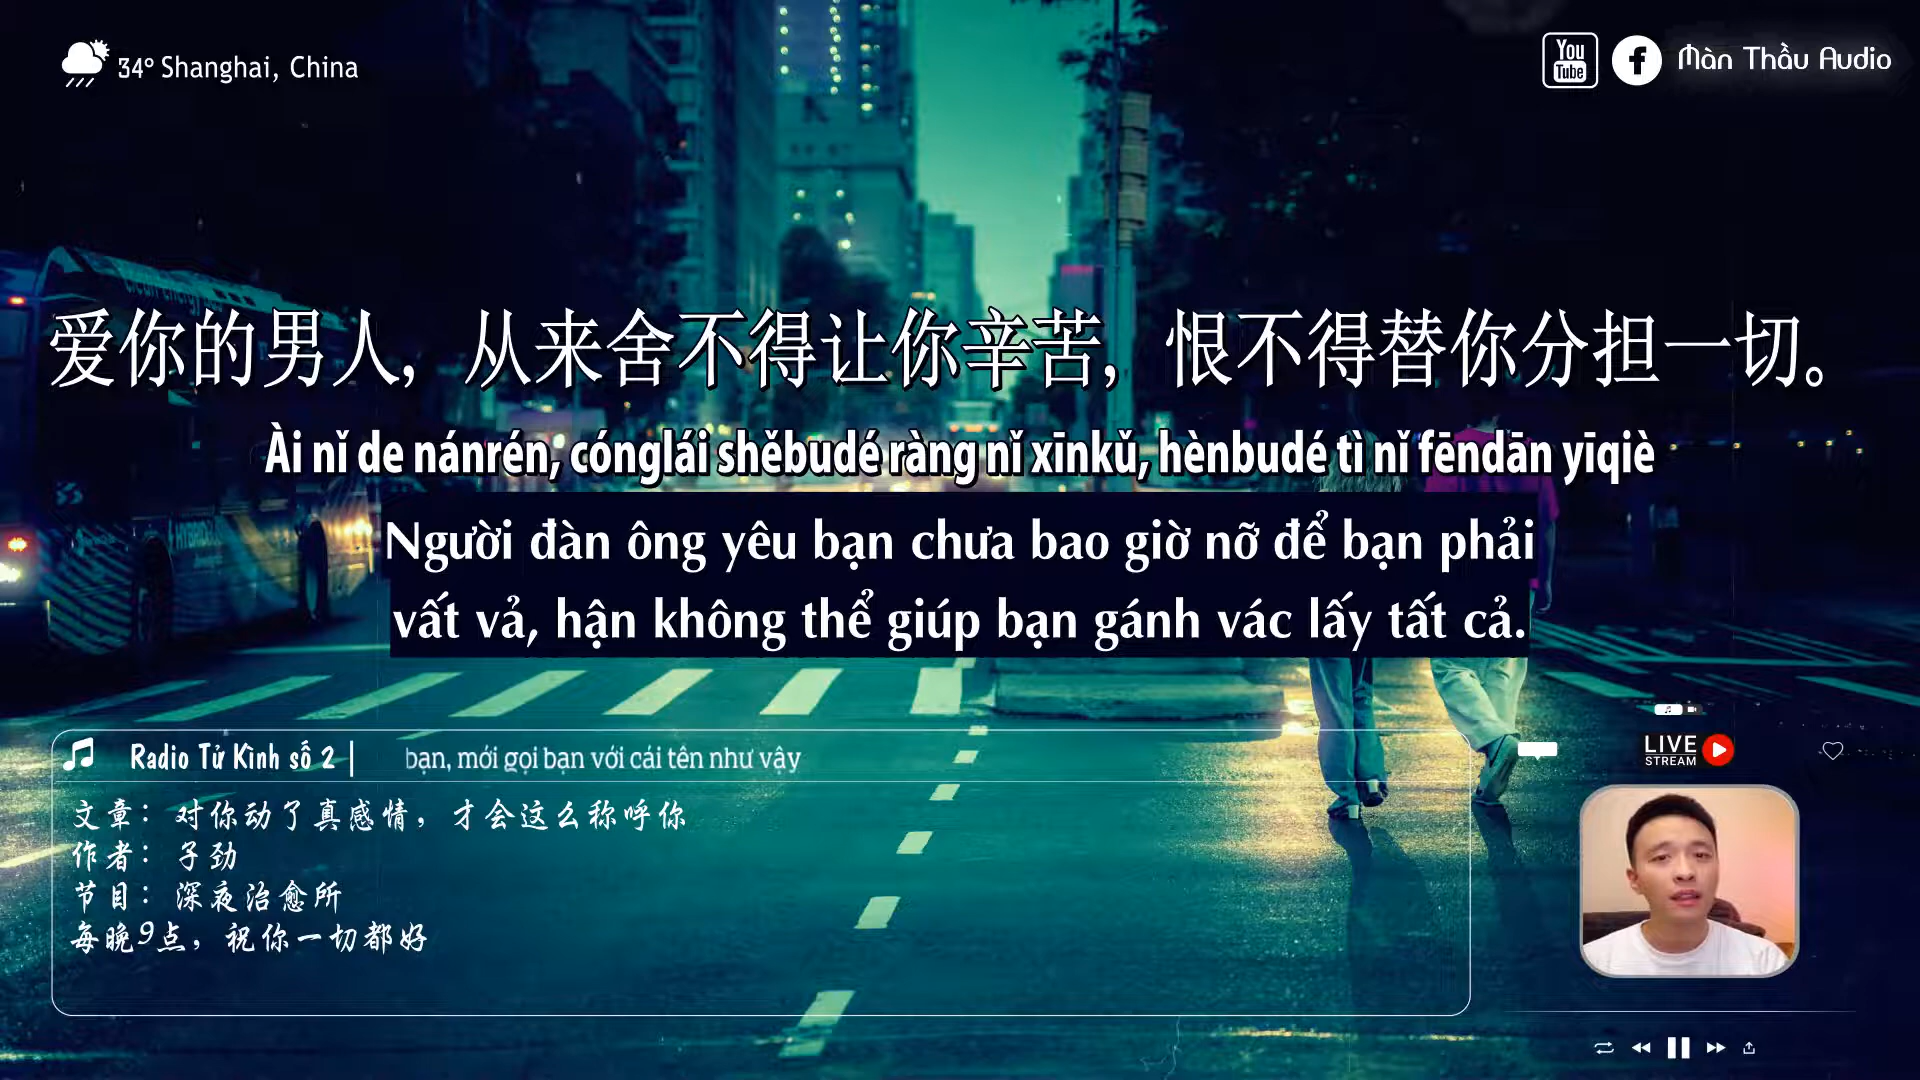 34° Shanghai, China
You
Tube
f
Màn Thầu Audio
clean energy bus
HYBRID
爱你的男人，从来舍不得让你辛苦，恨不得替你分担一切。
Ài nǐ de nánrén, cónglái shěbudé ràng nǐ xīnkǔ, hènbudé tì nǐ fēndān yīqiè
Người đàn ông yêu bạn chưa bao giờ nỡ để bạn phải
vất vả, hận không thể giúp bạn gánh vác lấy tất cả.
Radio Tử Kình số 2 |
bạn, mới gọi bạn với cái tên như vậy
文章：对你动了真感情，才会这么称呼你
作者：子劲
节目：深夜治愈所
每晚9点，祝你一切都好
LIVE
STREAM